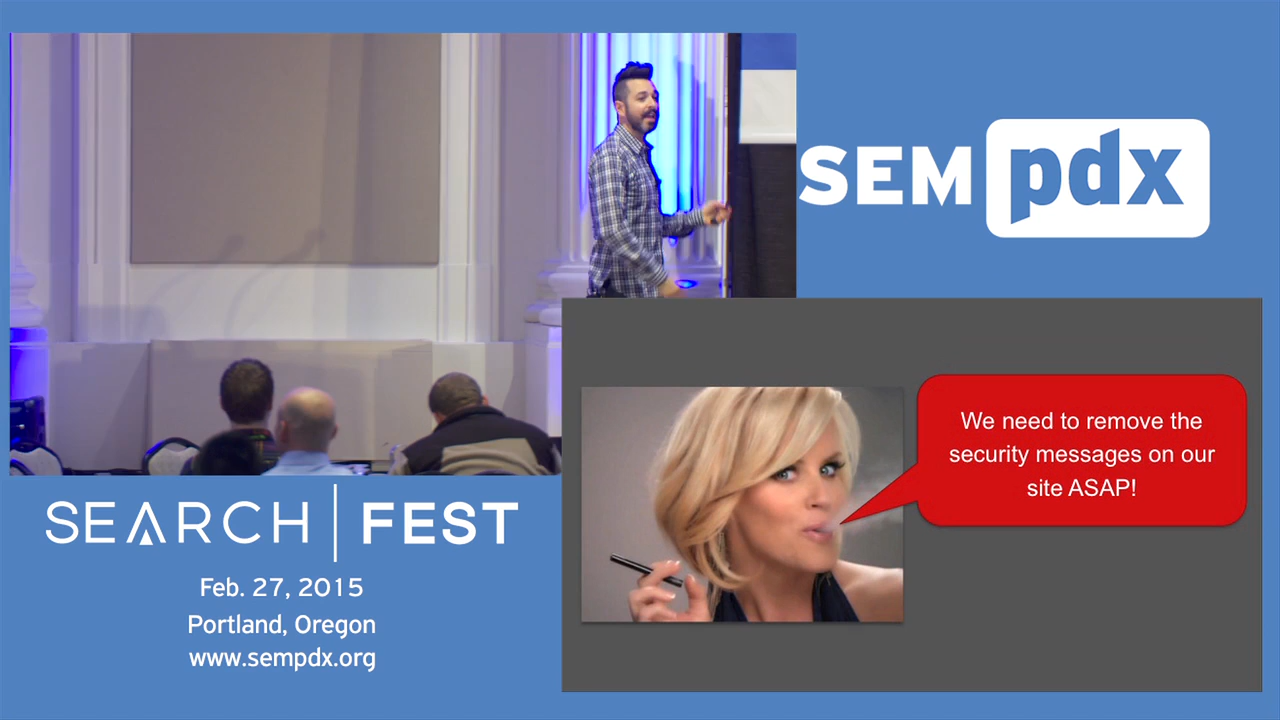 SEM pdx
We need to remove the
security messages on our
site ASAP!
SEARCH FEST
Feb. 27, 2015
Portland, Oregon
www.sempdx.org